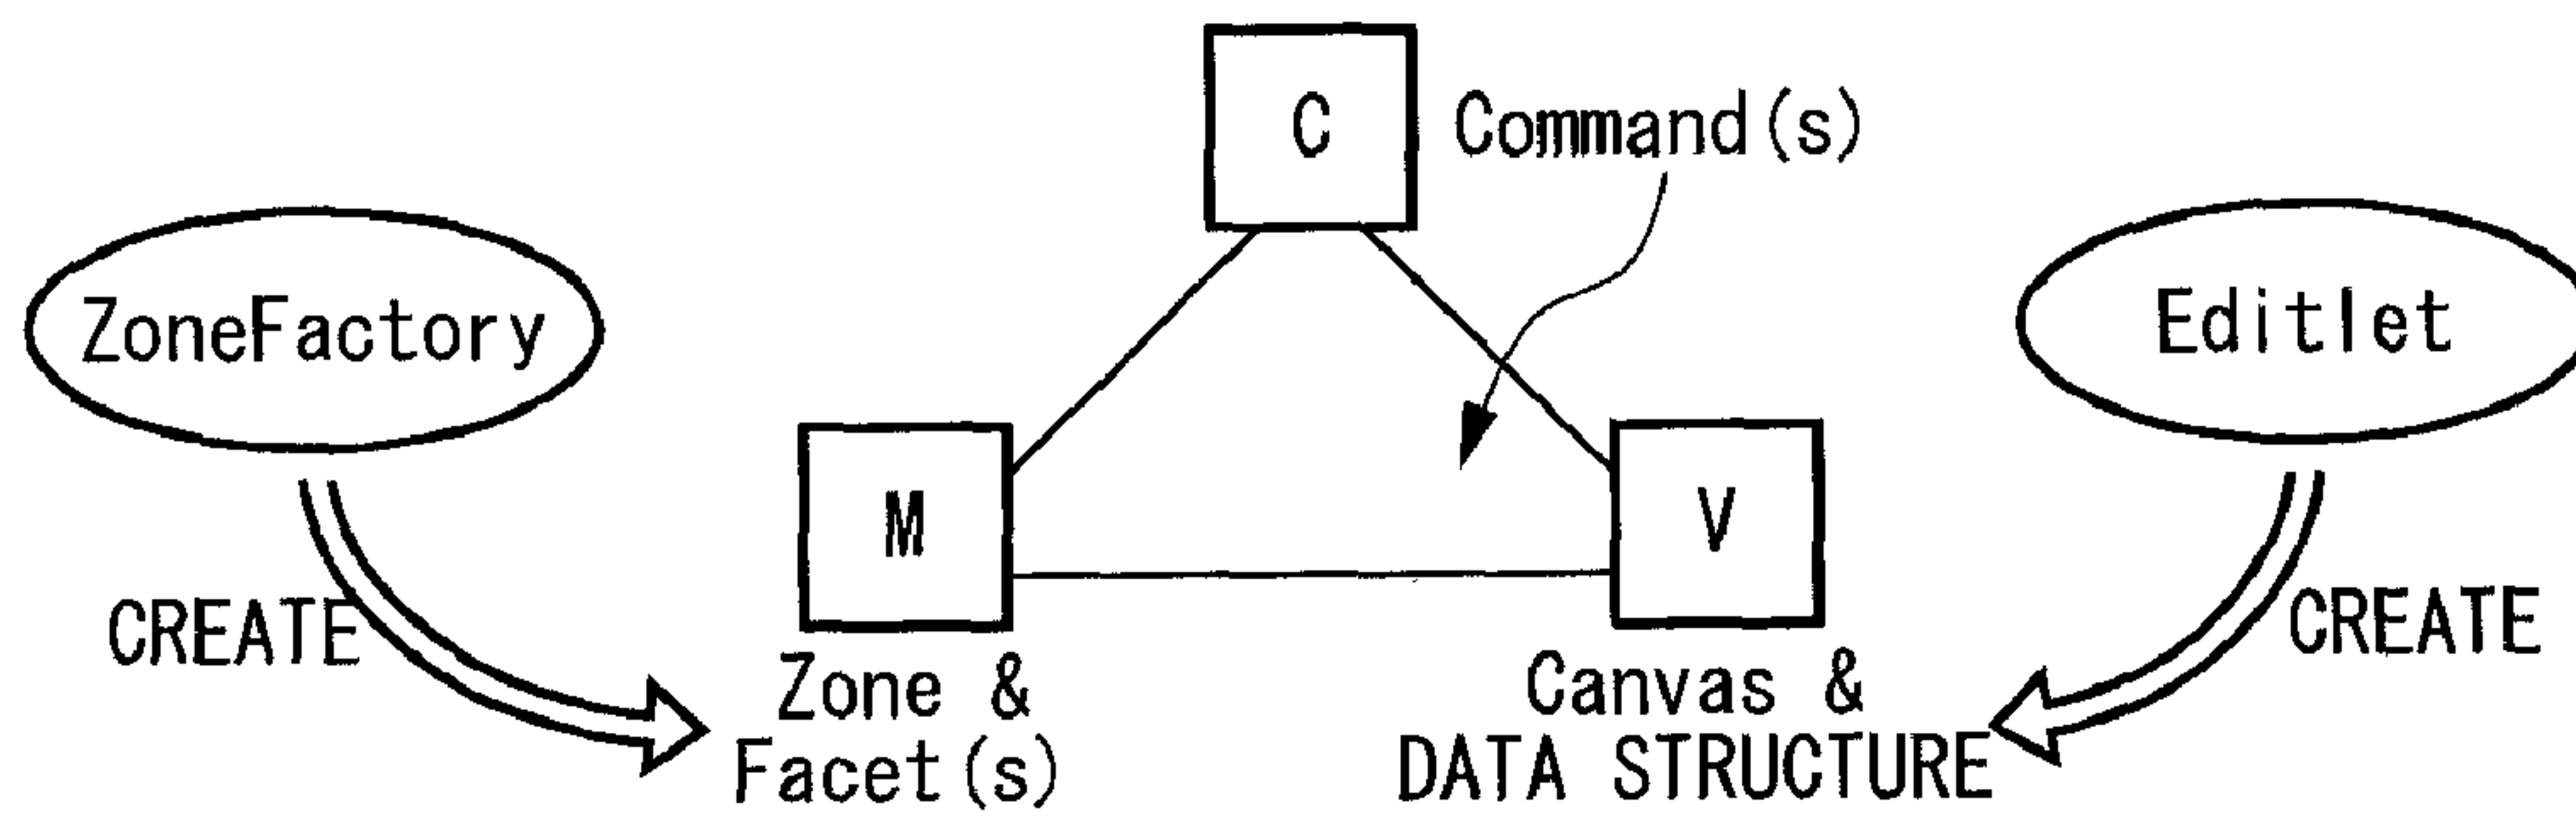 C
Command(s)
ZoneFactory
Editlet
M
V
CREATE
CREATE
Zone &
Facet(s)
Canvas &
DATA STRUCTURE